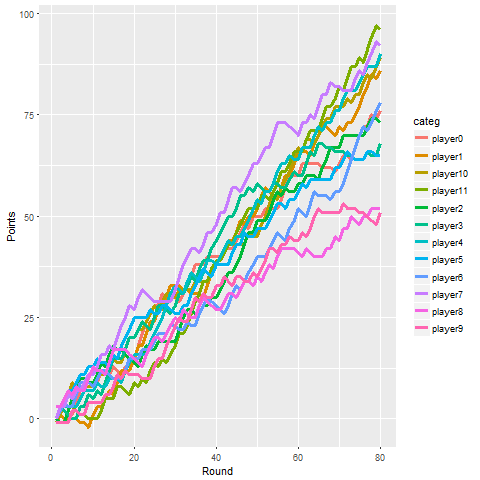 100
75
50
25
0
Points
0
20
40
60
80
Round
categ
player0
player1
player10
player11
player2
player3
player4
player5
player6
player7
player8
player9